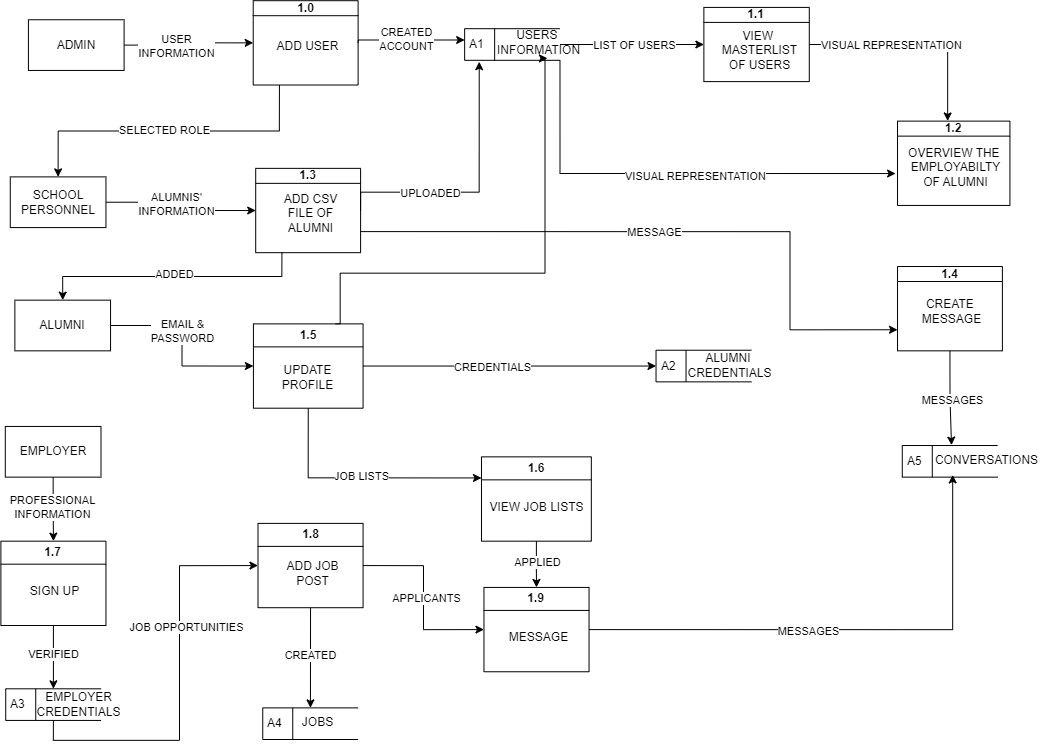 1.0
ADD USER
ADMIN
USER
INFORMATION
CREATED
ACCOUNT
A1
USERS
INFORMATION
LIST OF USERS
1.1
VIEW
MASTERLIST
OF USERS
VISUAL REPRESENTATION
1.2
OVERVIEW THE
EMPLOYABILTY
OF ALUMNI
VISUAL REPRESENTATION
SELECTED ROLE
SCHOOL
PERSONNEL
ALUMNIS'
INFORMATION
1.3
ADD CSV
FILE OF
ALUMNI
UPLOADED
MESSAGE
ADDED
1.4
CREATE
MESSAGE
ALUMNI
EMAIL &
PASSWORD
1.5
UPDATE
PROFILE
CREDENTIALS
A2
ALUMNI
CREDENTIALS
MESSAGES
A5
CONVERSATIONS
EMPLOYER
PROFESSIONAL
INFORMATION
JOB LISTS
1.6
VIEW JOB LISTS
1.7
SIGN UP
1.8
ADD JOB
POST
APPLIED
APPLICANTS
1.9
MESSAGE
MESSAGES
JOB OPPORTUNITIES
VERIFIED
CREATED
A3
EMPLOYER
CREDENTIALS
A4
JOBS